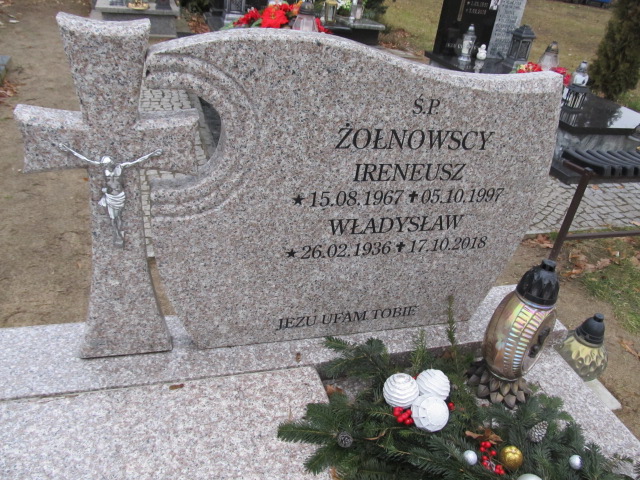 Ś.P.
ŻOŁNOWSCY
IRENEUSZ
★ 15.08.1967 ✝ 05.10.1997
WŁADYSŁAW
★ 26.02.1936 ✝ 17.10.2018
JEZU UFAM TOBIE